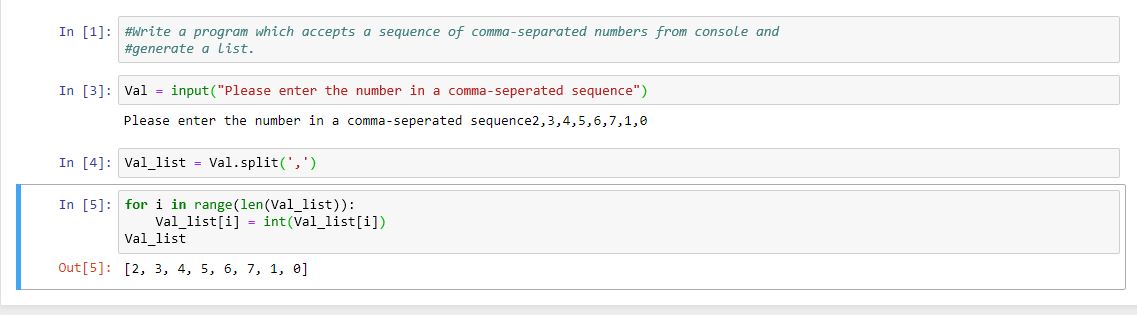 In [1]: #Write a program which accepts a sequence of comma-separated numbers from console and
#generate a list.
In [3]: Val = input("Please enter the number in a comma-seperated sequence")
Please enter the number in a comma-seperated sequence2,3,4,5,6,7,1,0
In [4]: Val_list = Val.split(',')
In [5]: for i in range(len(Val_list)):
    Val_list[i] = int(Val_list[i])
Val_list
Out[5]: [2, 3, 4, 5, 6, 7, 1, 0]